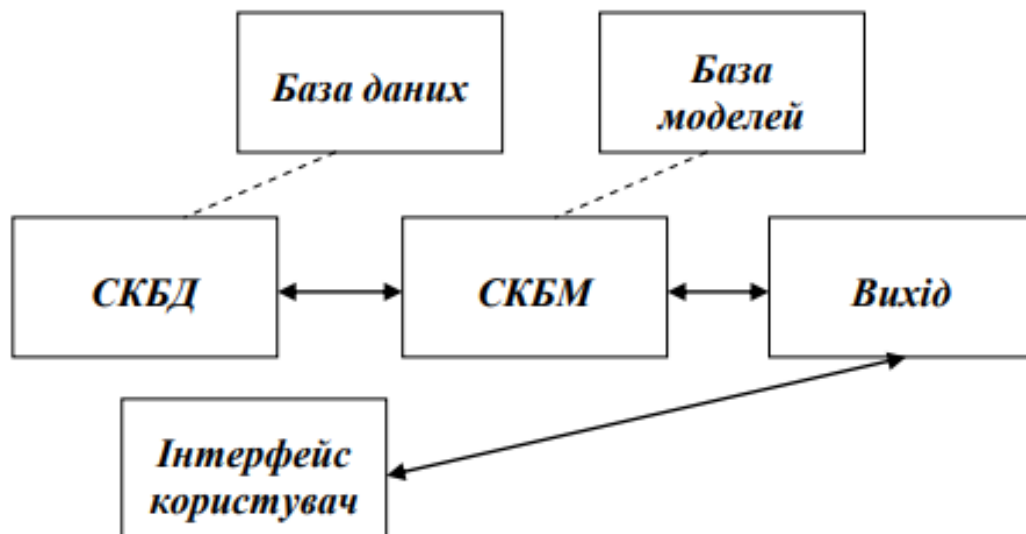 База даних
База
моделей
СКБД
СКБМ
Вихід
Інтерфейс
користувач